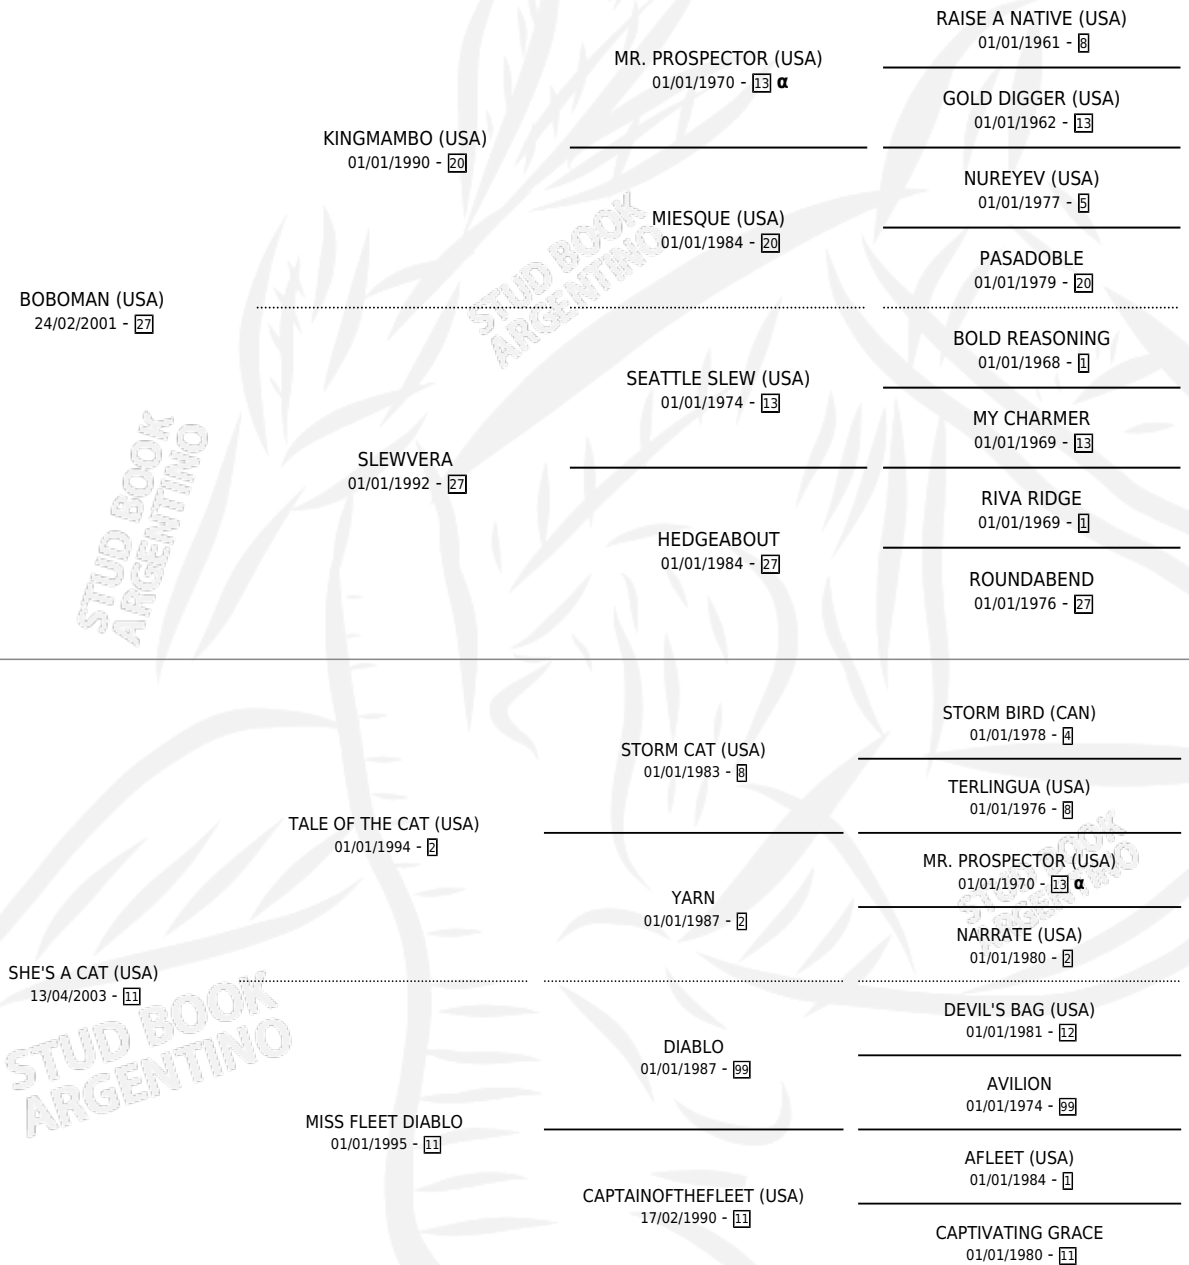 RAISE A NATIVE (USA)
01/01/1961 - 8
MR. PROSPECTOR (USA)
01/01/1970 - 13 α
GOLD DIGGER (USA)
01/01/1962 - 13
KINGMAMBO (USA)
01/01/1990 - 20
NUREYEV (USA)
01/01/1977 - 5
MIESQUE (USA)
01/01/1984 - 20
PASADOBLE
01/01/1979 - 20
BOBOMAN (USA)
24/02/2001 - 27
BOLD REASONING
01/01/1968 - 1
SEATTLE SLEW (USA)
01/01/1974 - 13
MY CHARMER
01/01/1969 - 13
SLEWVERA
01/01/1992 - 27
RIVA RIDGE
01/01/1969 - 1
HEDGEABOUT
01/01/1984 - 27
ROUNDABEND
01/01/1976 - 27
STORM BIRD (CAN)
01/01/1978 - 4
STORM CAT (USA)
01/01/1983 - 8
TERLINGUA (USA)
01/01/1976 - 8
TALE OF THE CAT (USA)
01/01/1994 - 2
MR. PROSPECTOR (USA)
01/01/1970 - 13 α
YARN
01/01/1987 - 2
NARRATE (USA)
01/01/1980 - 2
SHE'S A CAT (USA)
13/04/2003 - 11
DEVIL'S BAG (USA)
01/01/1981 - 12
DIABLO
01/01/1987 - 99
AVILION
01/01/1974 - 99
MISS FLEET DIABLO
01/01/1995 - 11
AFLEET (USA)
01/01/1984 - 1
CAPTAINOFTHEFLEET (USA)
17/02/1990 - 11
CAPTIVATING GRACE
01/01/1980 - 11
STUD BOOK
ARGENTINO
STUD BOOK
ARGENTINO
STUD BOOK
ARGENTINO
STUD BOOK
ARGENTINO